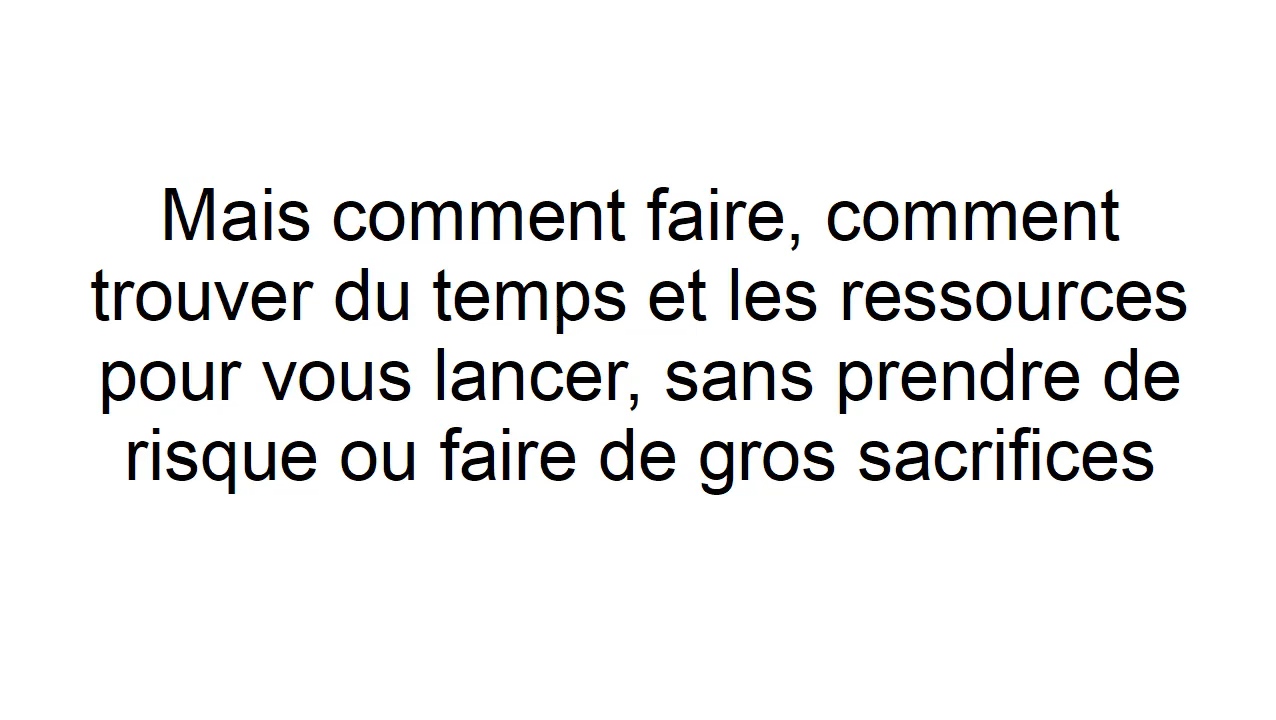 Mais comment faire, comment
trouver du temps et les ressources
pour vous lancer, sans prendre de
risque ou faire de gros sacrifices